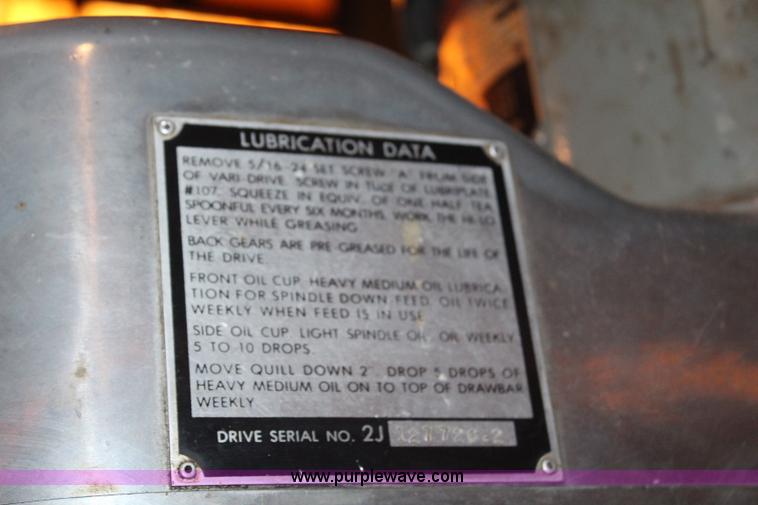 LUBRICATION DATA
REMOVE 5/16-24 SET SCREW "A" FROM SIDE
OF VARI-DRIVE. SCREW IN TUBE OF LUBRIPLATE
#107. SQUEEZE IN EQUIV. OF ONE HALF TEA
SPOONFUL EVERY SIX MONTHS. WORK THE HI-LO
LEVER WHILE GREASING.
BACK GEARS ARE PRE-GREASED FOR THE LIFE OF
THE DRIVE.
FRONT OIL CUP, HEAVY MEDIUM OIL LUBRICA-
TION FOR SPINDLE DOWN FEED. OIL TWICE
WEEKLY WHEN FEED IS IN USE
SIDE OIL CUP. LIGHT SPINDLE OIL. OIL WEEKLY
5 TO 10 DROPS.
MOVE QUILL DOWN 2". DROP 5 DROPS OF
HEAVY MEDIUM OIL ON TO TOP OF DRAWBAR
WEEKLY
DRIVE SERIAL NO. 2J
www.purplewave.com